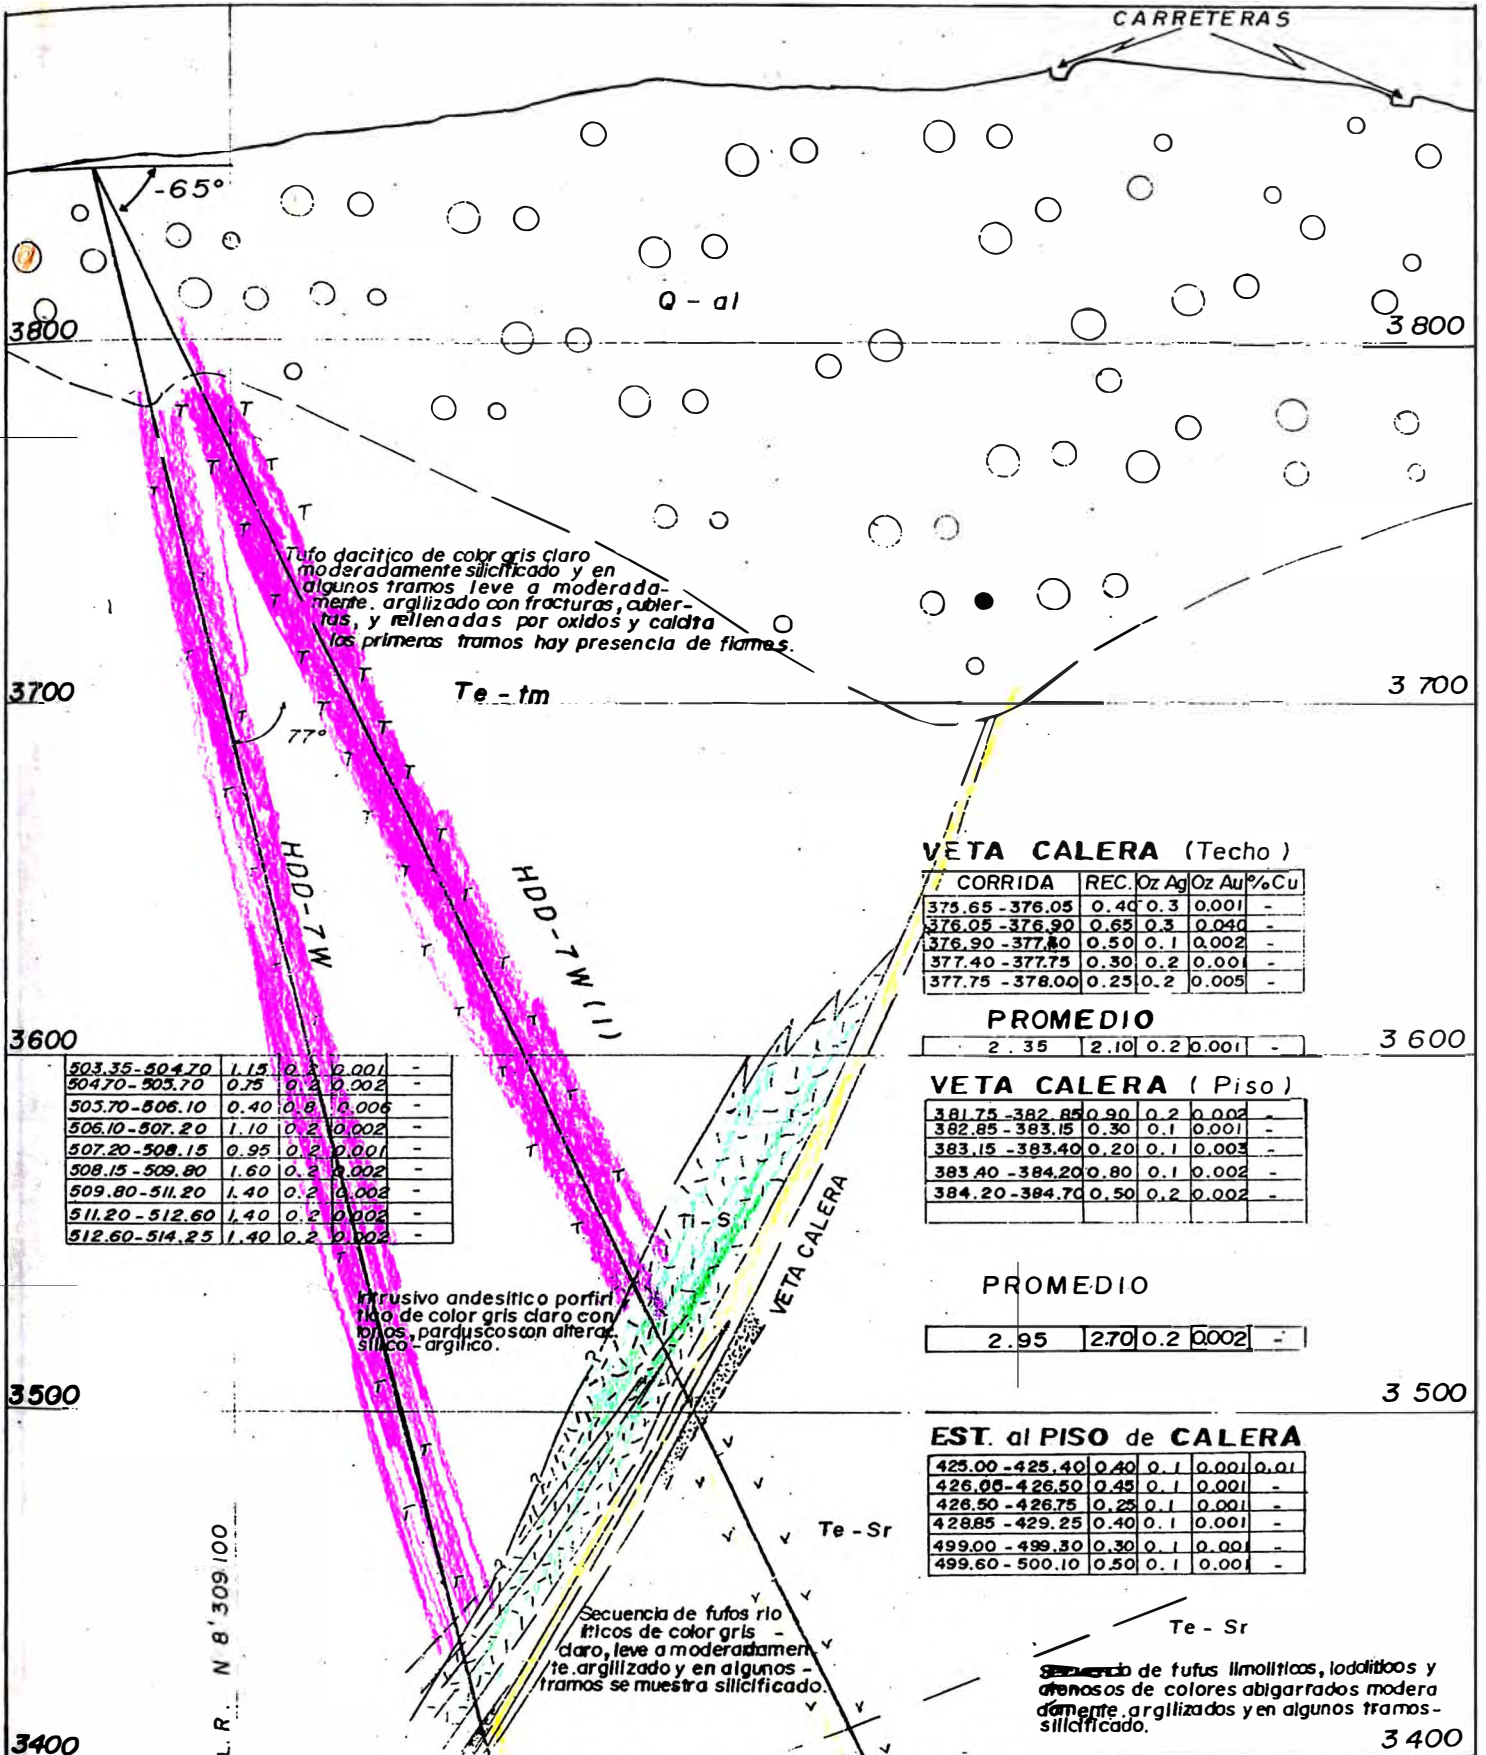 CARRETERAS
-65°
Q - al
3800
3 800
Tufo dacitico de color gris claro
moderadamente silicificado y en
algunos tramos leve a moderada-
mente. argilizado con fracturas, cubier-
tas, y rellenadas por oxidos y calcita
los primeros tramos hay presencia de fiames.
3700
Te - tm
3 700
77°
HDD-7W
HDD-7W(1)
VETA CALERA (Techo)
CORRIDA REC. Oz Ag Oz Au % Cu
375.65 - 376.05 0.40 0.3 0.001 -
376.05 - 376.90 0.65 0.3 0.040 -
376.90 - 377.40 0.50 0.1 0.002 -
377.40 - 377.75 0.30 0.2 0.001 -
377.75 - 378.00 0.25 0.2 0.005 -
PROMEDIO
2.35 2.10 0.2 0.001 -
3600
3 600
503.35-504.70 1.15 0.2 0.001 -
504.70-505.70 0.75 0.2 0.002 -
505.70-506.10 0.40 0.8 0.006 -
506.10-507.20 1.10 0.2 0.002 -
507.20-508.15 0.95 0.2 0.001 -
508.15-509.80 1.60 0.2 0.002 -
509.80-511.20 1.40 0.2 0.002 -
511.20-512.60 1.40 0.2 0.002 -
512.60-514.25 1.40 0.2 0.002 -
VETA CALERA (Piso)
381.75 - 382.85 0.90 0.2 0.002 -
382.85 - 383.15 0.30 0.1 0.001 -
383.15 - 383.40 0.20 0.1 0.003 -
383.40 - 384.20 0.80 0.1 0.002 -
384.20 - 384.70 0.50 0.2 0.002 -
PROMEDIO
2.95 2.70 0.2 0.002 -
Ti - S
VETA CALERA
Intrusivo andesitico porfiri
tico de color gris claro con
tonos, parduscos con alterac.
silico - argilico.
3500
3 500
EST. al PISO de CALERA
425.00 - 425.40 0.40 0.1 0.001 0.01
426.05 - 426.50 0.45 0.1 0.001 -
426.50 - 426.75 0.25 0.1 0.001 -
428.85 - 429.25 0.40 0.1 0.001 -
499.00 - 499.30 0.30 0.1 0.001 -
499.60 - 500.10 0.50 0.1 0.001 -
Te - Sr
L.R. N 8'309,100
Secuencia de tufos rio
liticos de color gris -
claro, leve a moderadamen
te. argilizado y en algunos -
tramos se muestra silicificado.
Te - Sr
de tufus limoliticos, lodoliticos y
arenosos de colores abigarrados modera
damente. argilizados y en algunos tramos -
silicificado.
3400
3 400